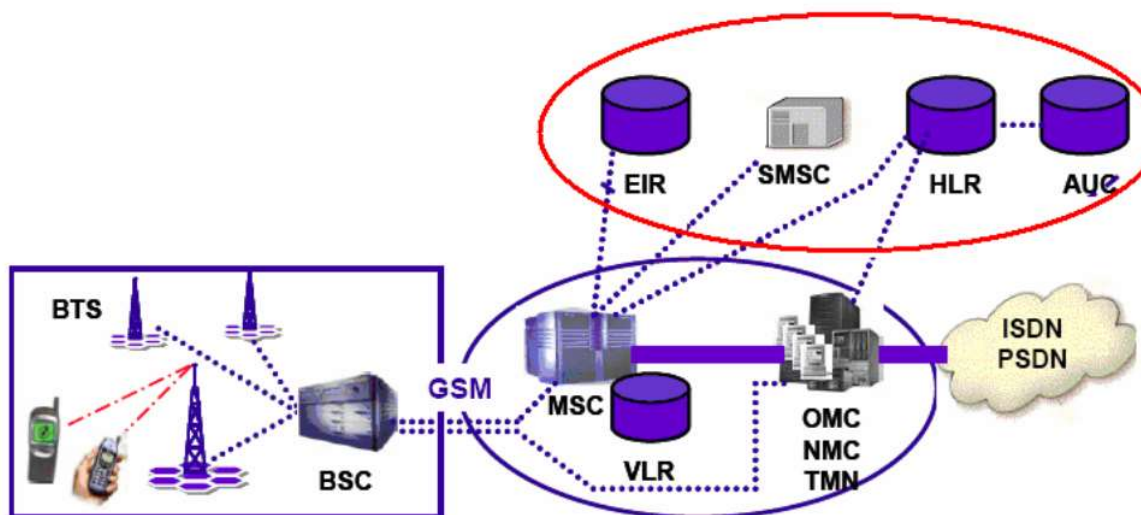 EIR
SMSC
HLR
AUC
BTS
GSM
BSC
MSC
VLR
OMC
NMC
TMN
ISDN
PSDN